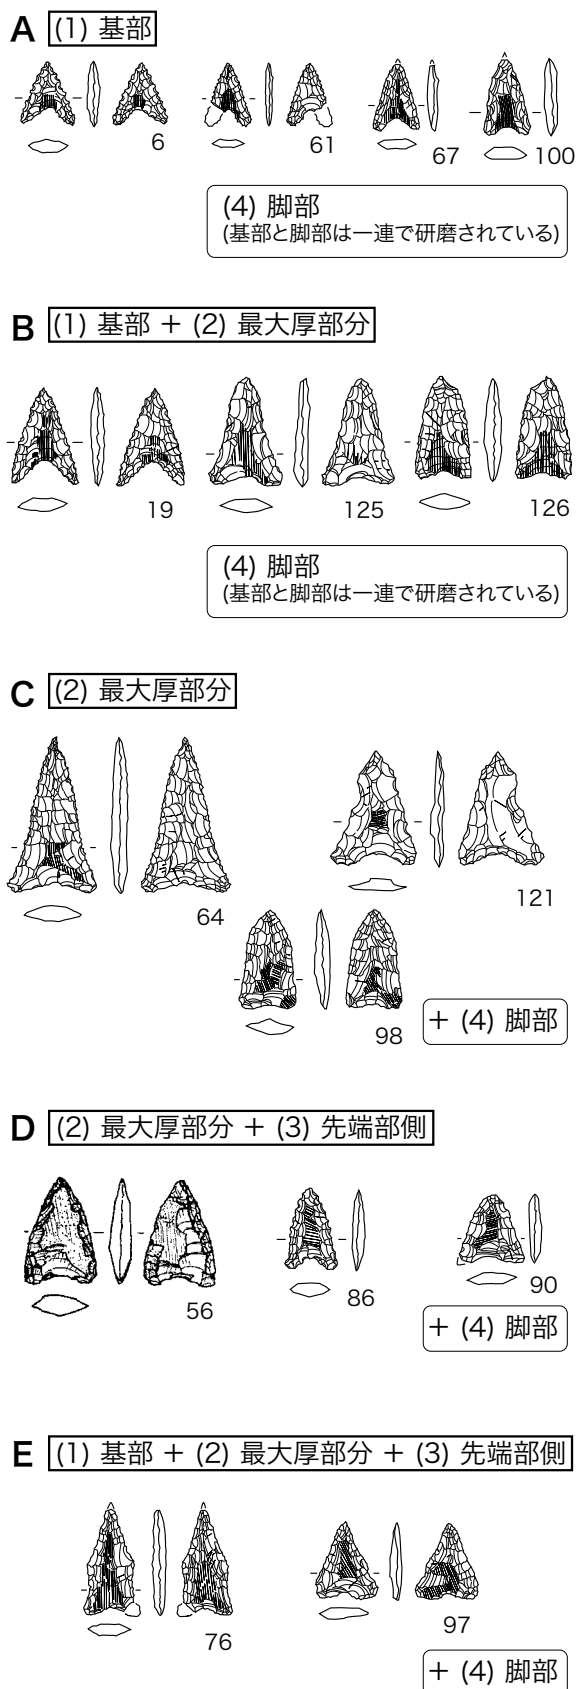 A (1) 基部
6 61 67 100
(4) 脚部
(基部と脚部は一連で研磨されている)
B (1) 基部 + (2) 最大厚部分
19 125 126
(4) 脚部
(基部と脚部は一連で研磨されている)
C (2) 最大厚部分
64 121
98 + (4) 脚部
D (2) 最大厚部分 + (3) 先端部側
56 86 90
+ (4) 脚部
E (1) 基部 + (2) 最大厚部分 + (3) 先端部側
76 97
+ (4) 脚部